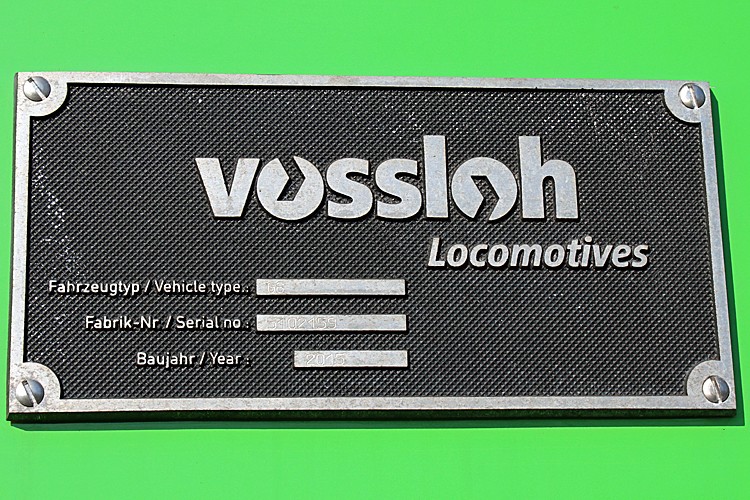 vossloh
Locomotives
Fahrzeugtyp / Vehicle type :
Fabrik-Nr / Serial no :
Baujahr / Year : 2015